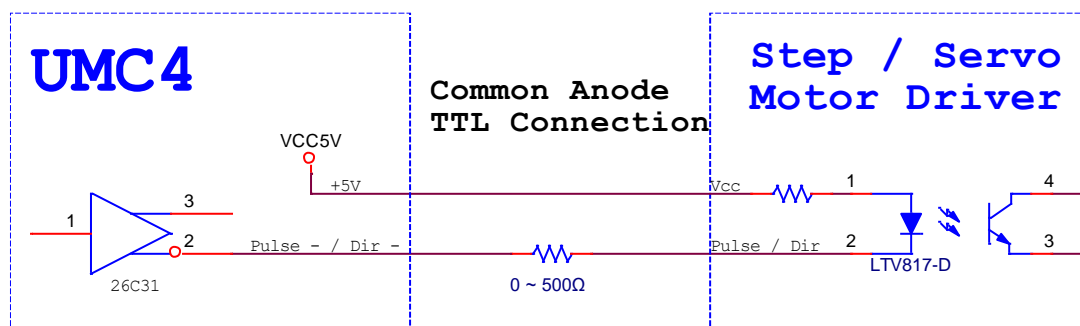 UMC4
Step / Servo
Motor Driver
Common Anode
TTL Connection
VCC5V
+5V
Vcc
1
4
3
1
2
Pulse - / Dir -
Pulse / Dir
2
3
26C31
0 ~ 500Ω
LTV817-D